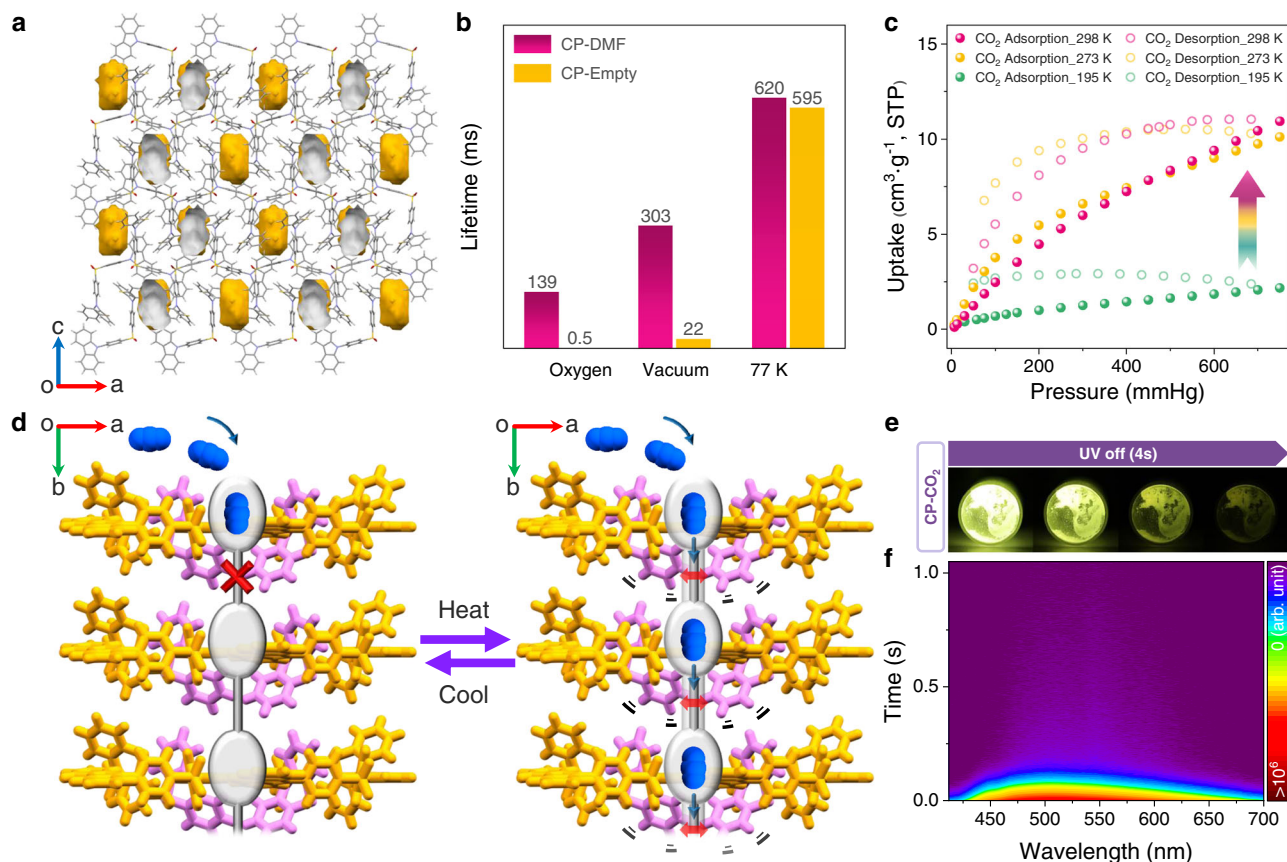 a
c
o
a
b
CP-DMF
CP-Empty
Lifetime (ms)
139
0.5
303
22
620
595
Oxygen
Vacuum
77 K
c
CO₂ Adsorption_298 K
CO₂ Desorption_298 K
CO₂ Adsorption_273 K
CO₂ Desorption_273 K
CO₂ Adsorption_195 K
CO₂ Desorption_195 K
Uptake (cm³·g⁻¹, STP)
15
10
5
0
0
200
400
600
Pressure (mmHg)
d
o
a
b
o
a
b
Heat
Cool
e
CP-CO₂
UV off (4s)
f
Time (s)
1.0
0.5
0.0
450
500
550
600
650
700
Wavelength (nm)
0 (arb. unit)
>10⁶